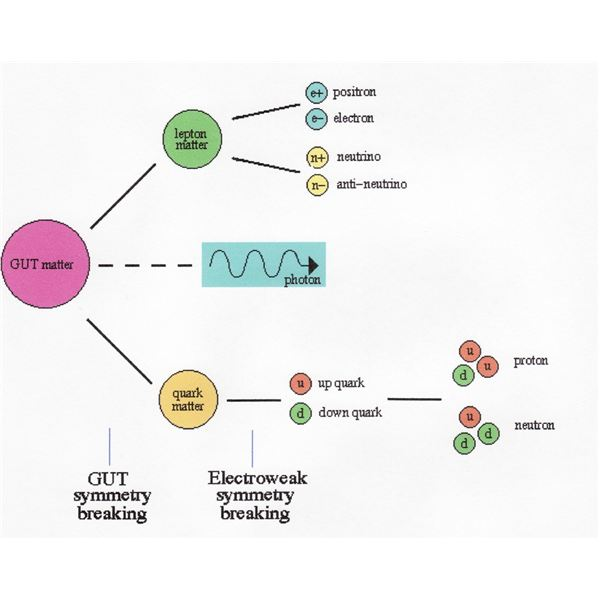 e+ positron
e- electron
lepton
matter
n+ neutrino
n- anti-neutrino
GUT matter
photon
u
d u
proton
quark
matter
u up quark
d down quark
u
d d
neutron
GUT
symmetry
breaking
Electroweak
symmetry
breaking